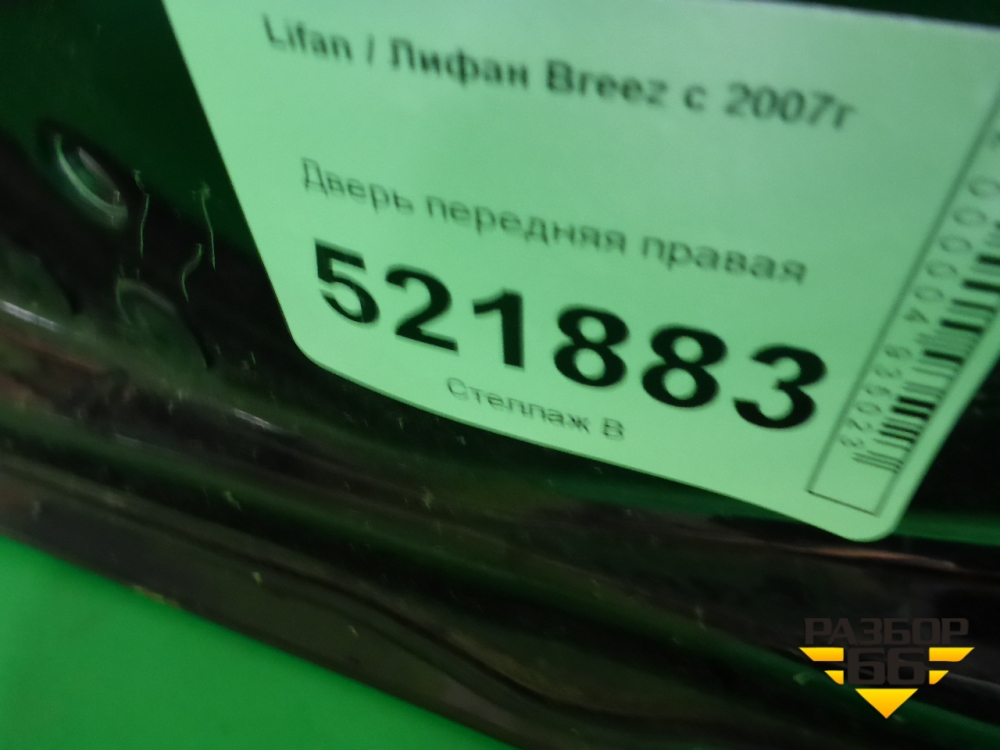 Lifan / Лифан Breez с 2007г
Дверь передняя правая
521883
Стеллаж В
РАЗБОР
66